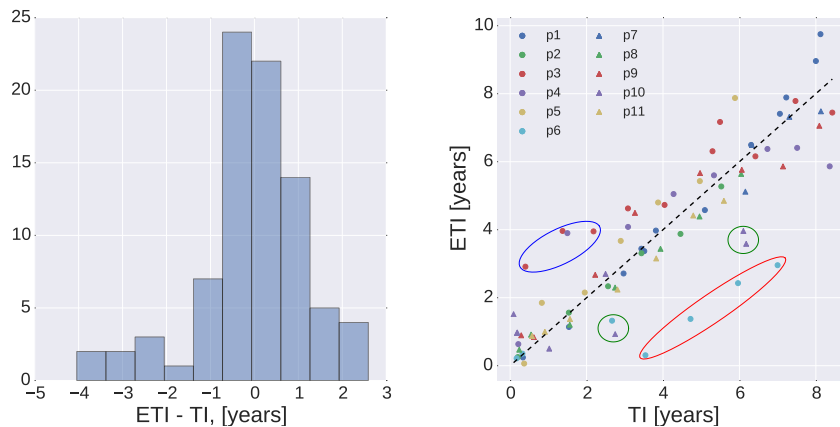 25
20
15
10
5
0
−5 −4 −3 −2 −1 0 1 2 3
ETI - TI, [years]
10
8
6
4
2
0
0 2 4 6 8
ETI [years]
TI [years]
p1 p7
p2 p8
p3 p9
p4 p10
p5 p11
p6